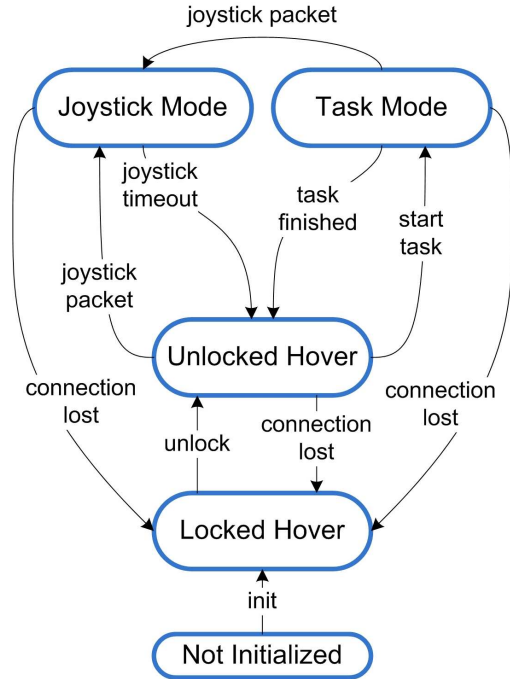 joystick packet
Joystick Mode
Task Mode
joystick
timeout
task
finished
start
task
joystick
packet
Unlocked Hover
connection
lost
unlock
connection
lost
connection
lost
Locked Hover
init
Not Initialized